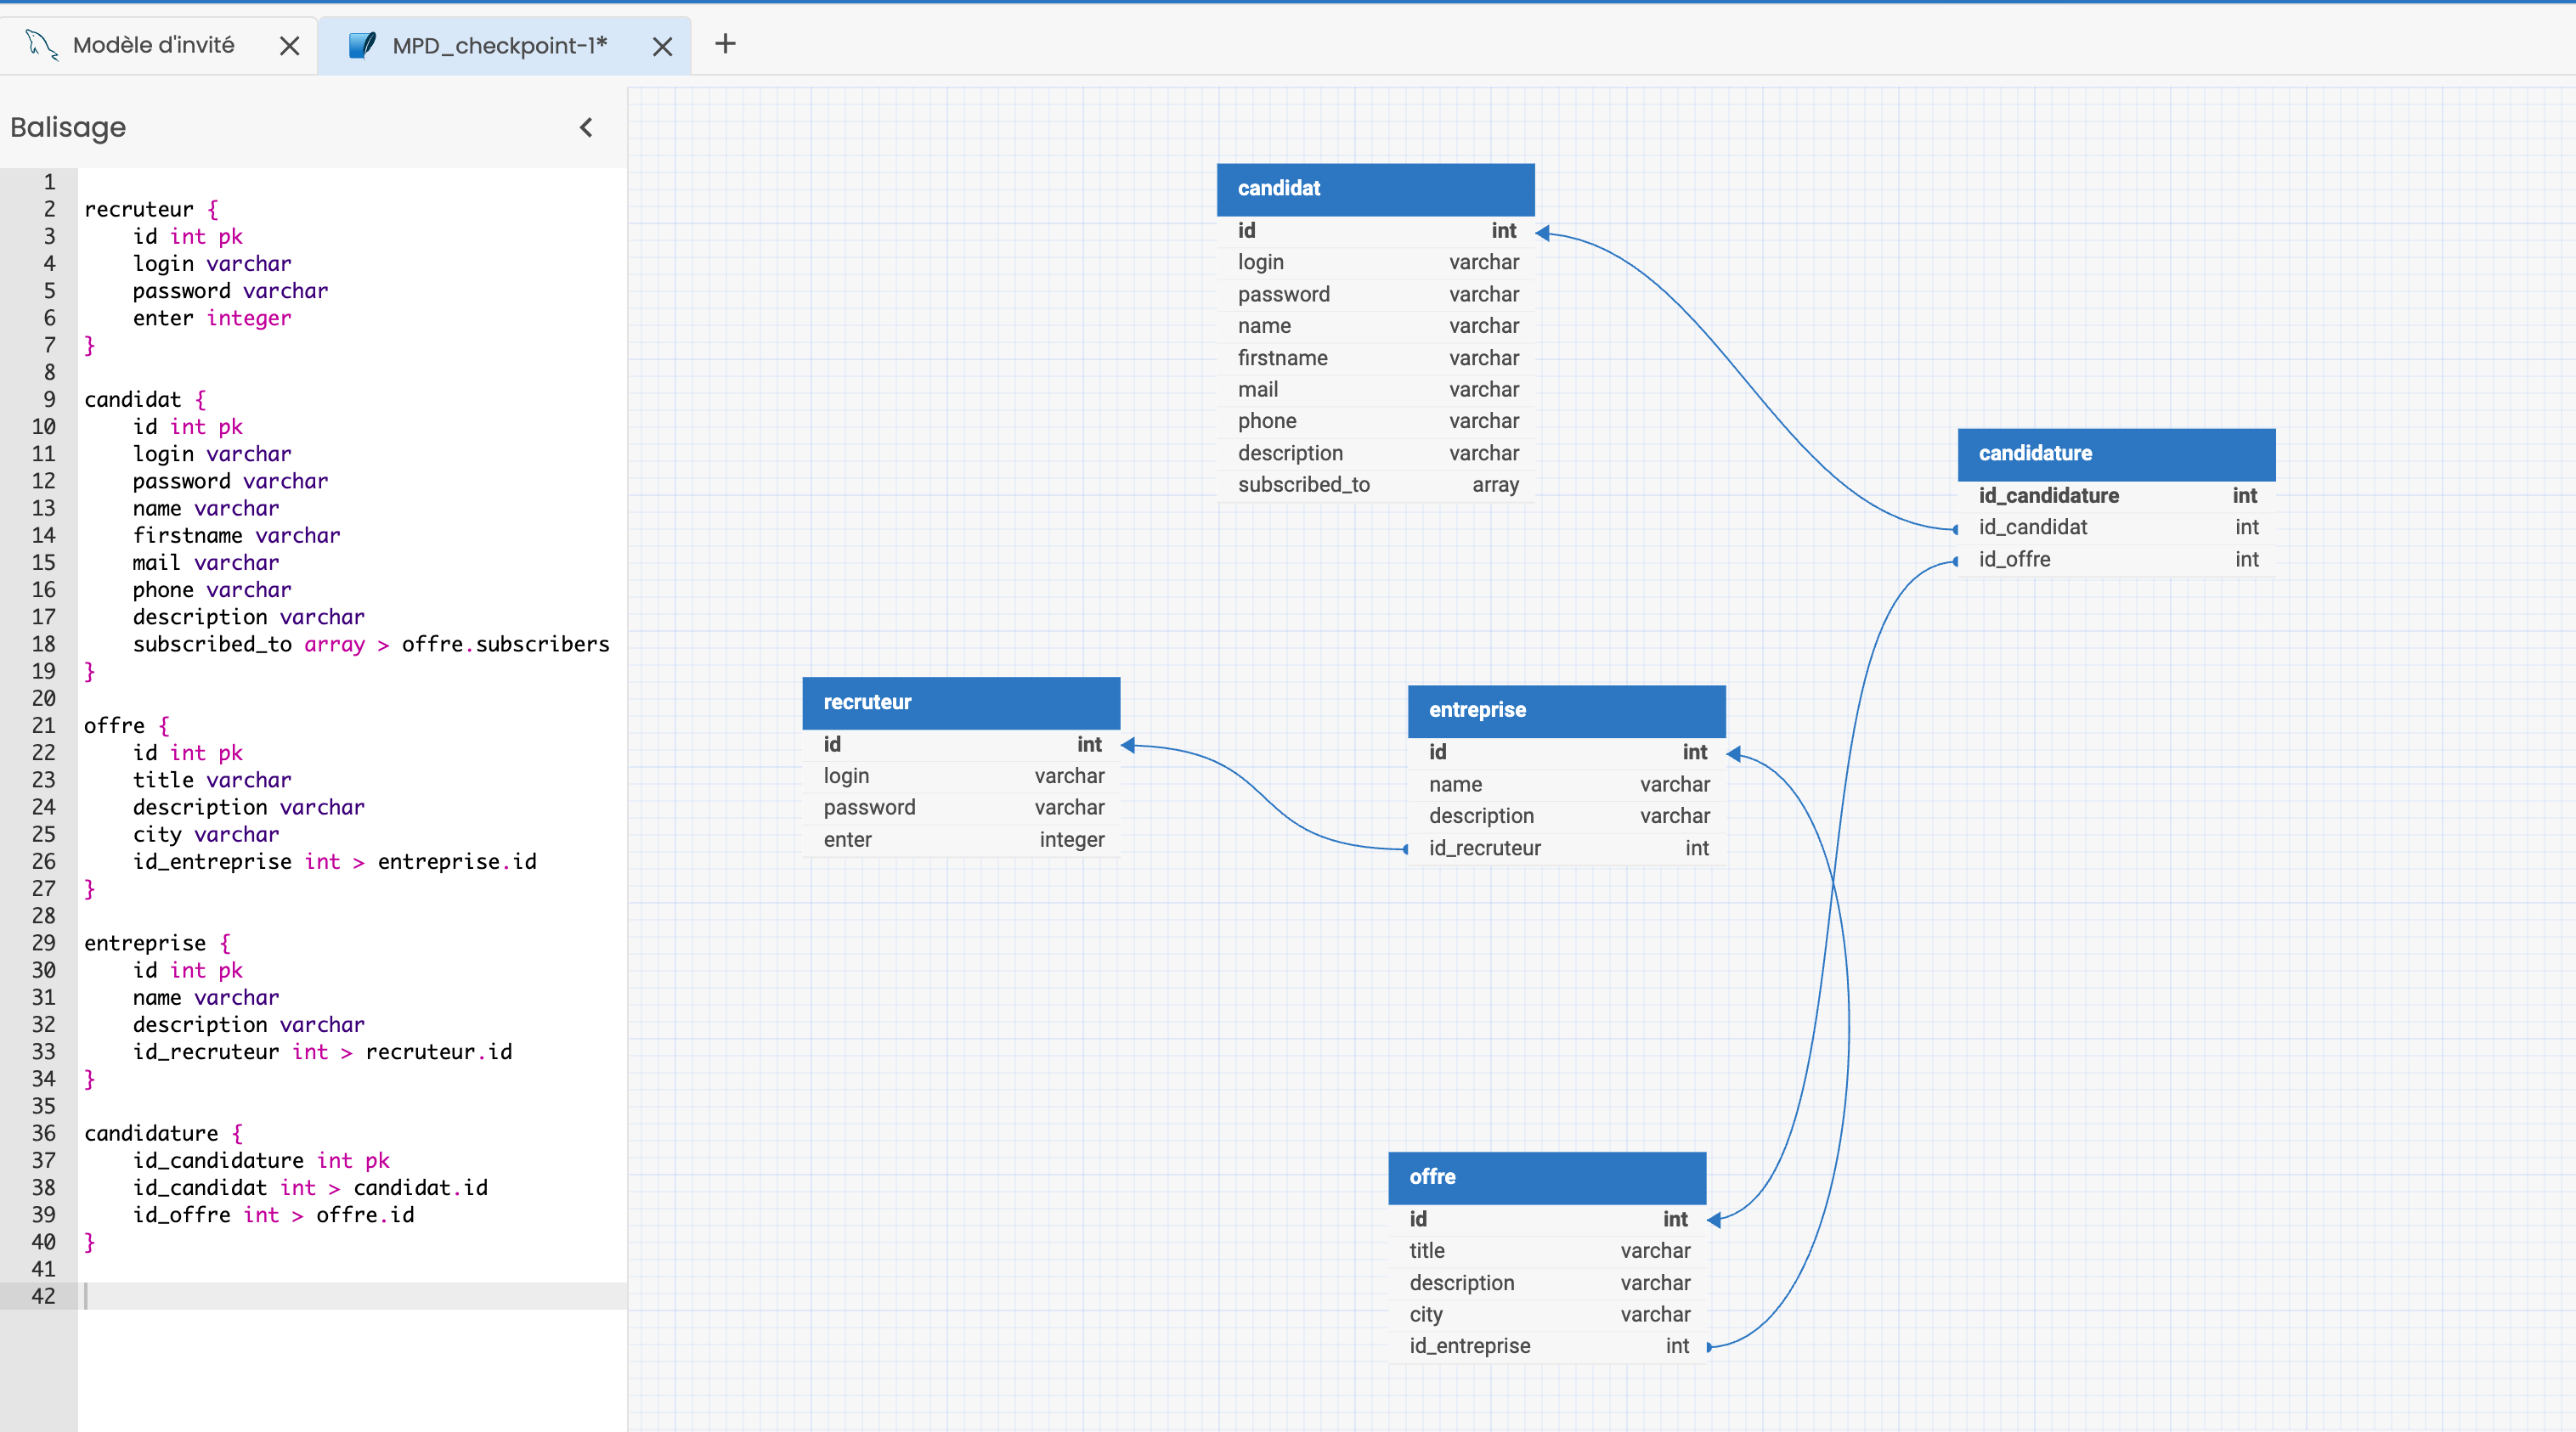 Modèle d'invité
MPD_checkpoint-1*
Balisage
1
2 recruteur {
3 id int pk
4 login varchar
5 password varchar
6 enter integer
7 }
8
9 candidat {
10 id int pk
11 login varchar
12 password varchar
13 name varchar
14 firstname varchar
15 mail varchar
16 phone varchar
17 description varchar
18 subscribed_to array > offre.subscribers
19 }
20
21 offre {
22 id int pk
23 title varchar
24 description varchar
25 city varchar
26 id_entreprise int > entreprise.id
27 }
28
29 entreprise {
30 id int pk
31 name varchar
32 description varchar
33 id_recruteur int > recruteur.id
34 }
35
36 candidature {
37 id_candidature int pk
38 id_candidat int > candidat.id
39 id_offre int > offre.id
40 }
41
42
candidat
id int
login varchar
password varchar
name varchar
firstname varchar
mail varchar
phone varchar
description varchar
subscribed_to array
candidature
id_candidature int
id_candidat int
id_offre int
recruteur
id int
login varchar
password varchar
enter integer
entreprise
id int
name varchar
description varchar
id_recruteur int
offre
id int
title varchar
description varchar
city varchar
id_entreprise int